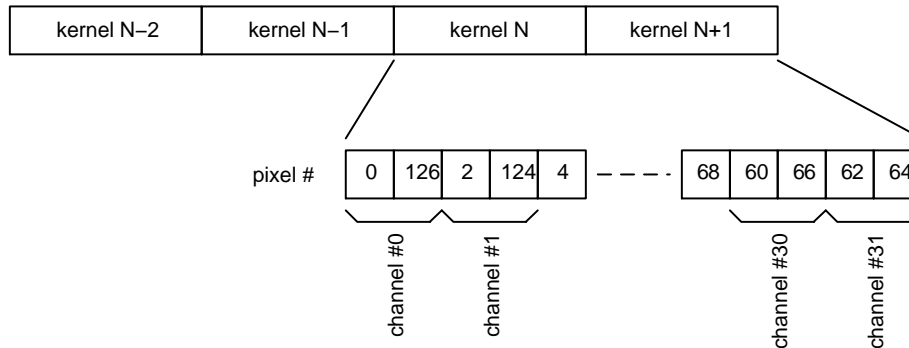 kernel N–2 kernel N–1 kernel N kernel N+1
pixel # 0 126 2 124 4 68 60 66 62 64
channel #0
channel #1
channel #30
channel #31